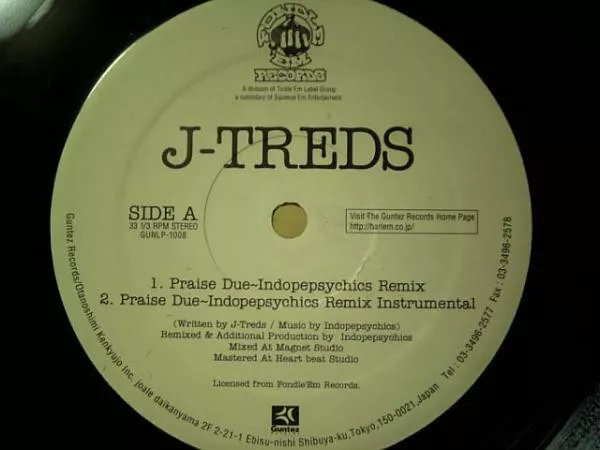 FONDLE
'EM
RECORDS
A division of Tickle'Em Label Group
a subsidiary of Squeeze Em Entertainment
J-TREDS
SIDE A
33 1/3 RPM STEREO
GUNLP-1008
Visit The Guntez Records Home Page
http://harlem.co.jp/
1. Praise Due~Indopepsychics Remix
2. Praise Due~Indopepsychics Remix Instrumental
(Written by J-Treds / Music by Indopepsychics)
Remixed & Additional Production by Indopepsychics
Mixed At Magnet Studio
Mastered At Heart beat Studio
Licensed from Fondle'Em Records.
Guntez
Guntez Records/Otanoshimi Kenkyujo Inc. joale daikanyama 2F 2-21-1 Ebisu-nishi Shibuya-ku,Tokyo,150-0021,Japan Tel : 03-3496-2577 Fax : 03-3496-2578